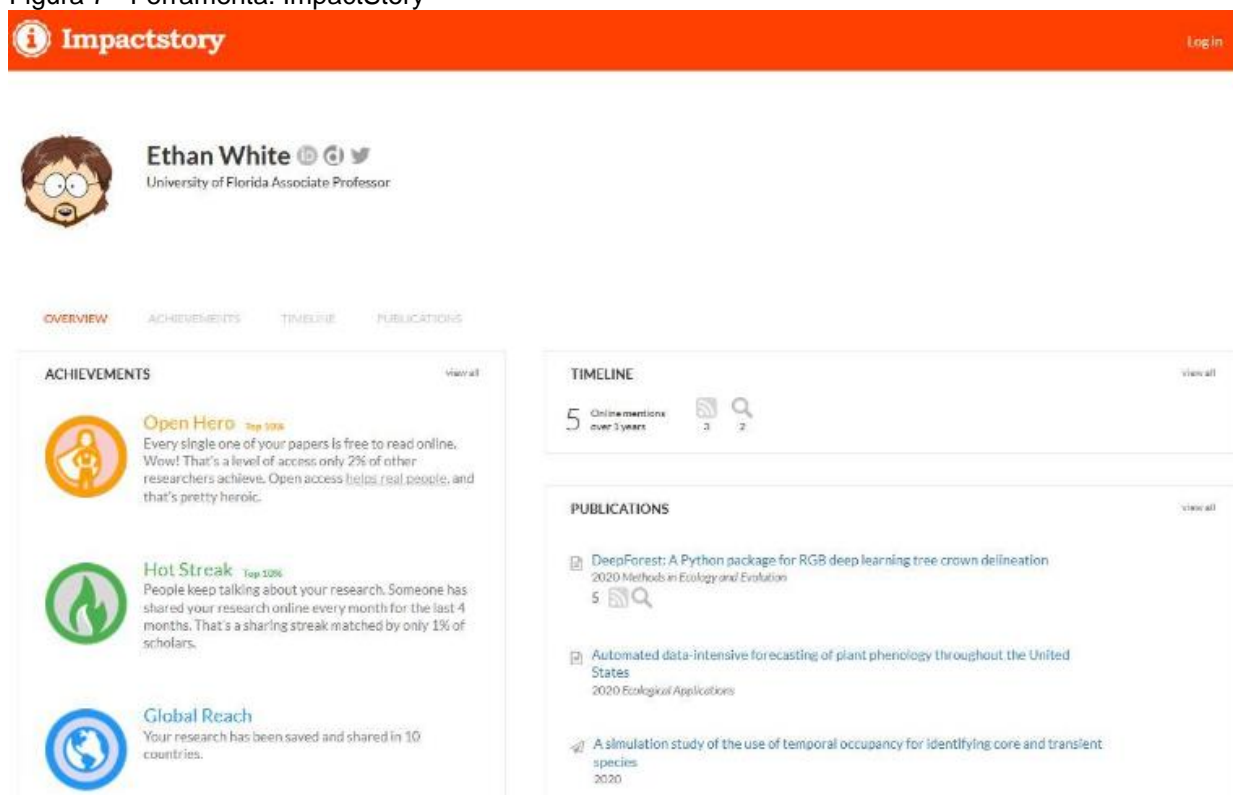 Figura 7 - Ferramenta: ImpactStory
Impactstory
Log in
Ethan White
University of Florida Associate Professor
OVERVIEW ACHIEVEMENTS TIMELINE PUBLICATIONS
ACHIEVEMENTS view all
Open Hero Top 10%
Every single one of your papers is free to read online.
Wow! That's a level of access only 2% of other
researchers achieve. Open access helps real people, and
that's pretty heroic.
Hot Streak Top 10%
People keep talking about your research. Someone has
shared your research online every month for the last 4
months. That's a sharing streak matched by only 1% of
scholars.
Global Reach
Your research has been saved and shared in 10
countries.
TIMELINE view all
5 Online mentions
over 1 years
3 2
PUBLICATIONS view all
DeepForest: A Python package for RGB deep learning tree crown delineation
2020 Methods in Ecology and Evolution
5
Automated data-intensive forecasting of plant phenology throughout the United
States
2020 Ecological Applications
A simulation study of the use of temporal occupancy for identifying core and transient
species
2020